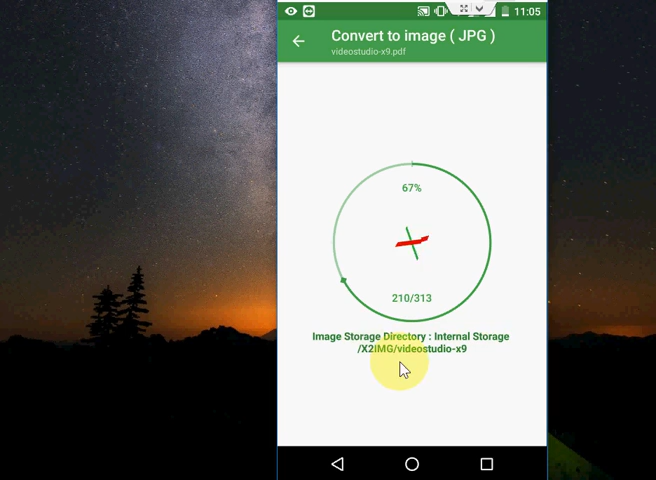 11:05
Convert to image ( JPG )
videostudio-x9.pdf
67%
210/313
Image Storage Directory : Internal Storage
/X2IMG/videostudio-x9